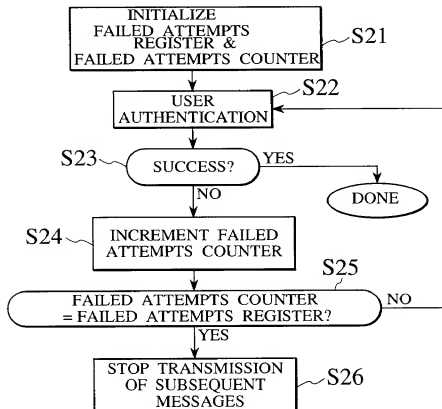 INITIALIZE
FAILED ATTEMPTS
REGISTER &
FAILED ATTEMPTS COUNTER
S21
S22
USER
AUTHENTICATION
S23
SUCCESS?
YES
NO
DONE
S24
INCREMENT FAILED
ATTEMPTS COUNTER
S25
FAILED ATTEMPTS COUNTER
= FAILED ATTEMPTS REGISTER?
NO
YES
STOP TRANSMISSION
OF SUBSEQUENT
MESSAGES
S26